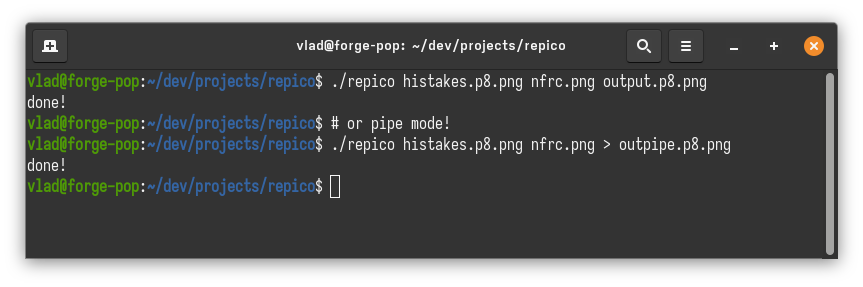 vlad@forge-pop: ~/dev/projects/repico
vlad@forge-pop:~/dev/projects/repico$ ./repico histakes.p8.png nfrc.png output.p8.png
done!
vlad@forge-pop:~/dev/projects/repico$ # or pipe mode!
vlad@forge-pop:~/dev/projects/repico$ ./repico histakes.p8.png nfrc.png > outpipe.p8.png
done!
vlad@forge-pop:~/dev/projects/repico$